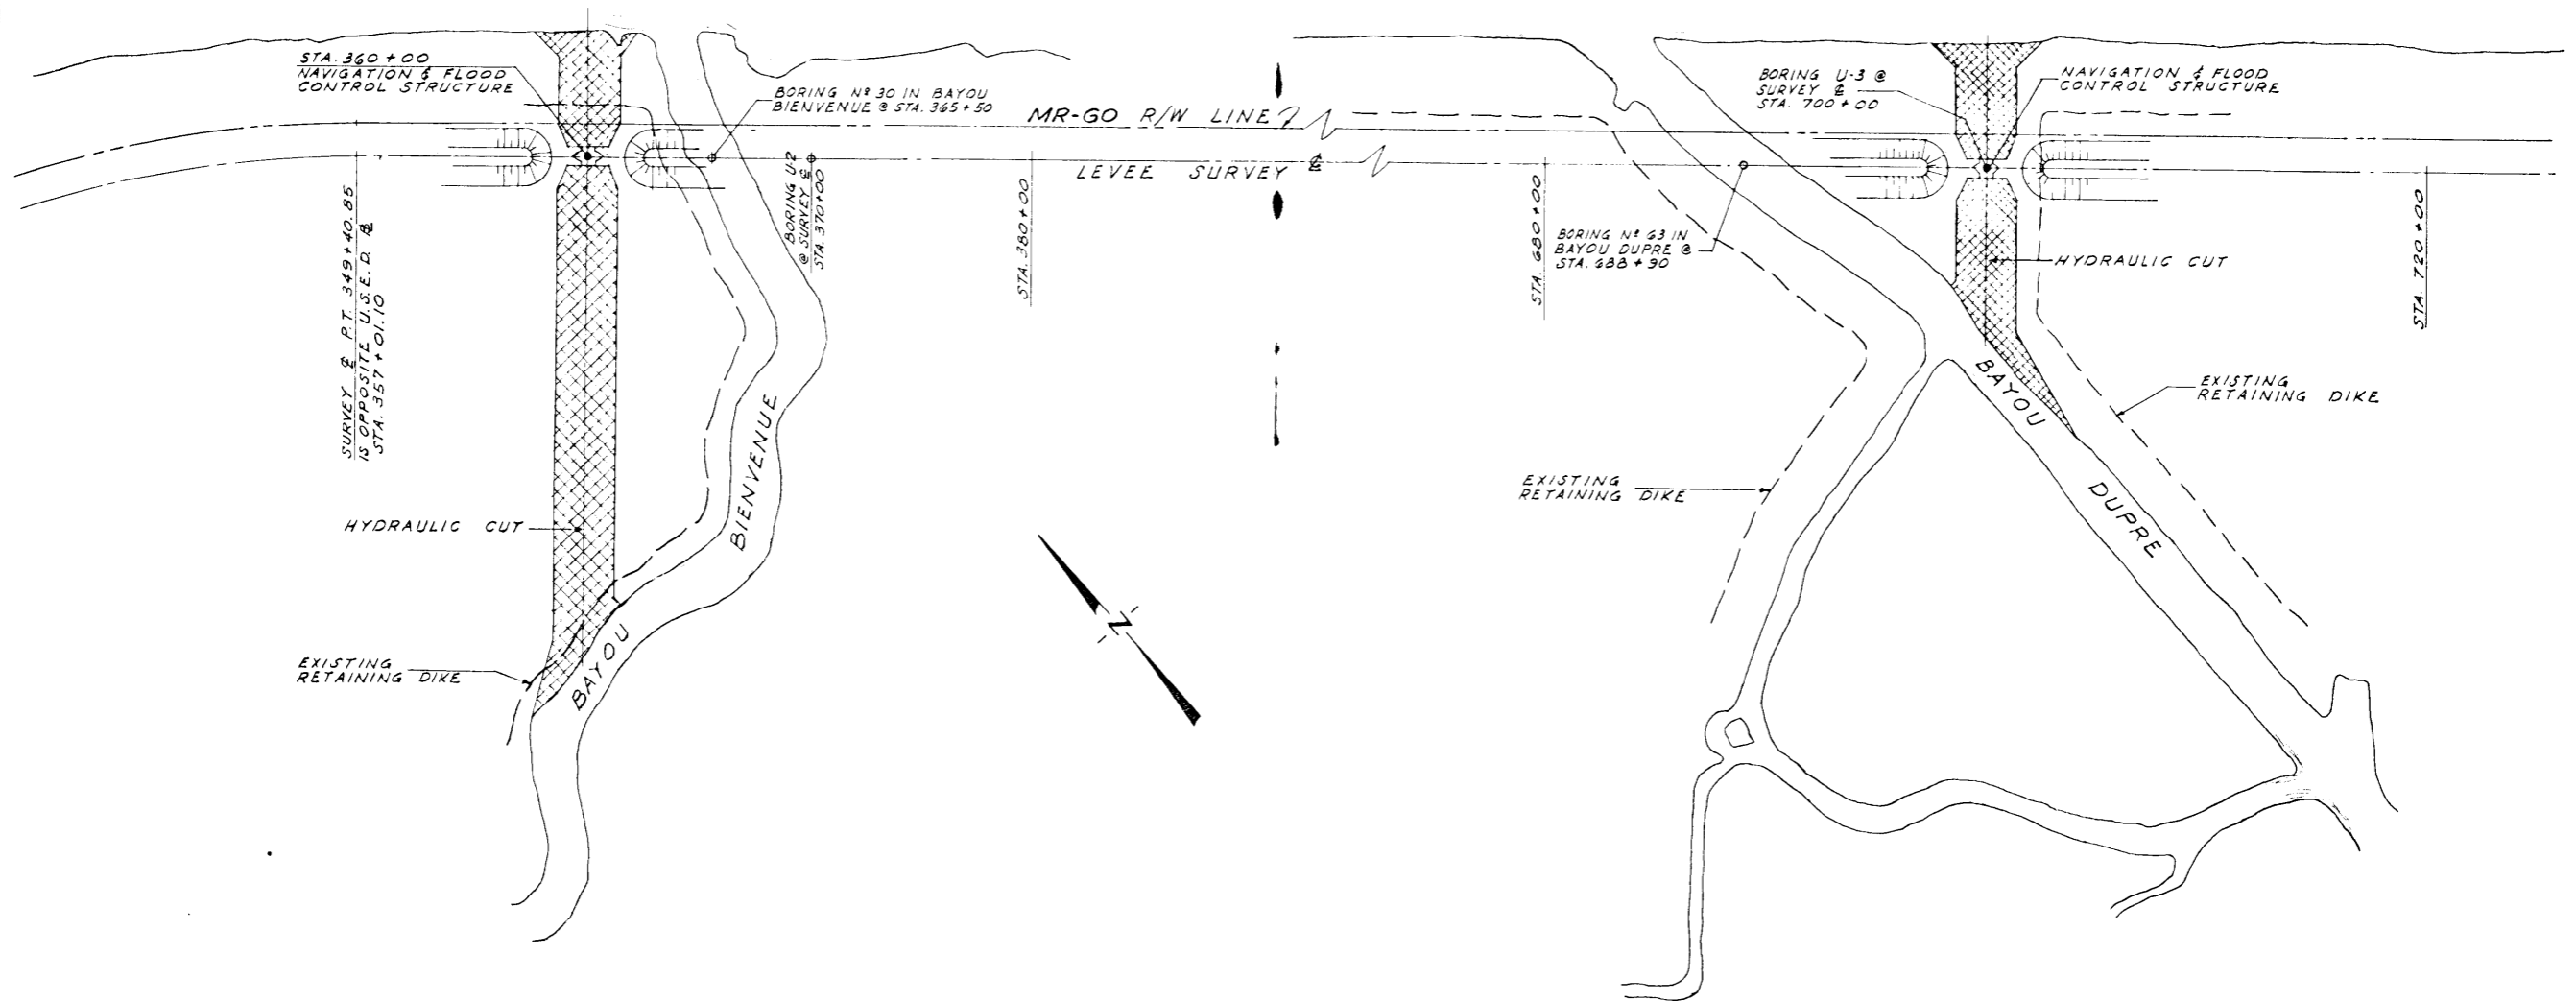 STA. 360 + 00
NAVIGATION & FLOOD
CONTROL STRUCTURE
BORING Nº 30 IN BAYOU
BIENVENUE @ STA. 365 + 50
MR-GO R/W LINE
LEVEE SURVEY ℄
BORING U-2
@ SURVEY ℄
STA. 370+00
STA. 380+00
SURVEY ℄ P.T. 349+40.85
IS OPPOSITE U.S.E.D. ℄
STA. 357 + 01.10
HYDRAULIC CUT
EXISTING
RETAINING DIKE
BAYOU
BIENVENUE
N
STA. 680+00
BORING Nº 63 IN
BAYOU DUPRE @
STA. 688 + 90
BORING U-3 @
SURVEY ℄
STA. 700 + 00
NAVIGATION & FLOOD
CONTROL STRUCTURE
HYDRAULIC CUT
STA. 720+00
EXISTING
RETAINING DIKE
EXISTING
RETAINING DIKE
BAYOU
DUPRE